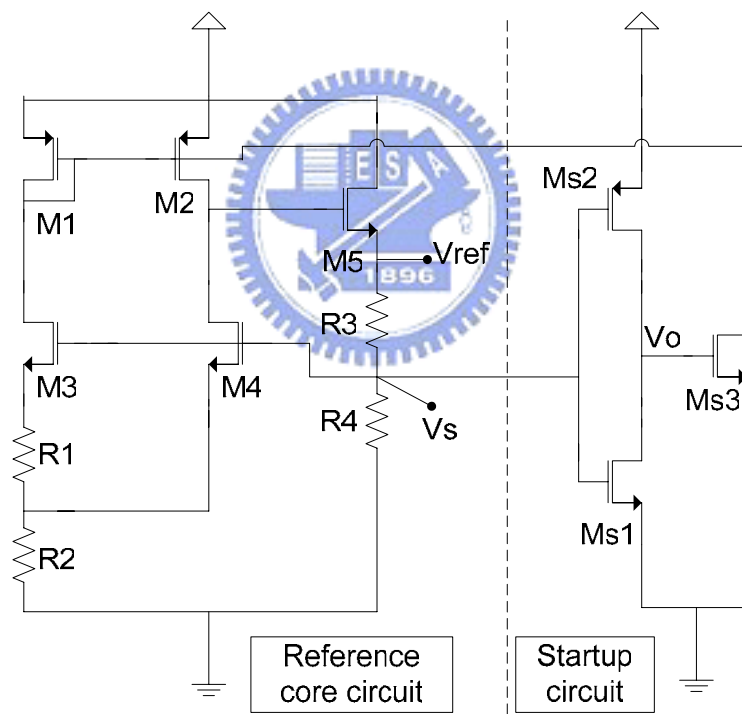 Ms2
M1
M2
M5
Vref
1896
E S A
R3
Vo
M3
M4
Ms3
R4
Vs
R1
Ms1
R2
Reference
core circuit
Startup
circuit